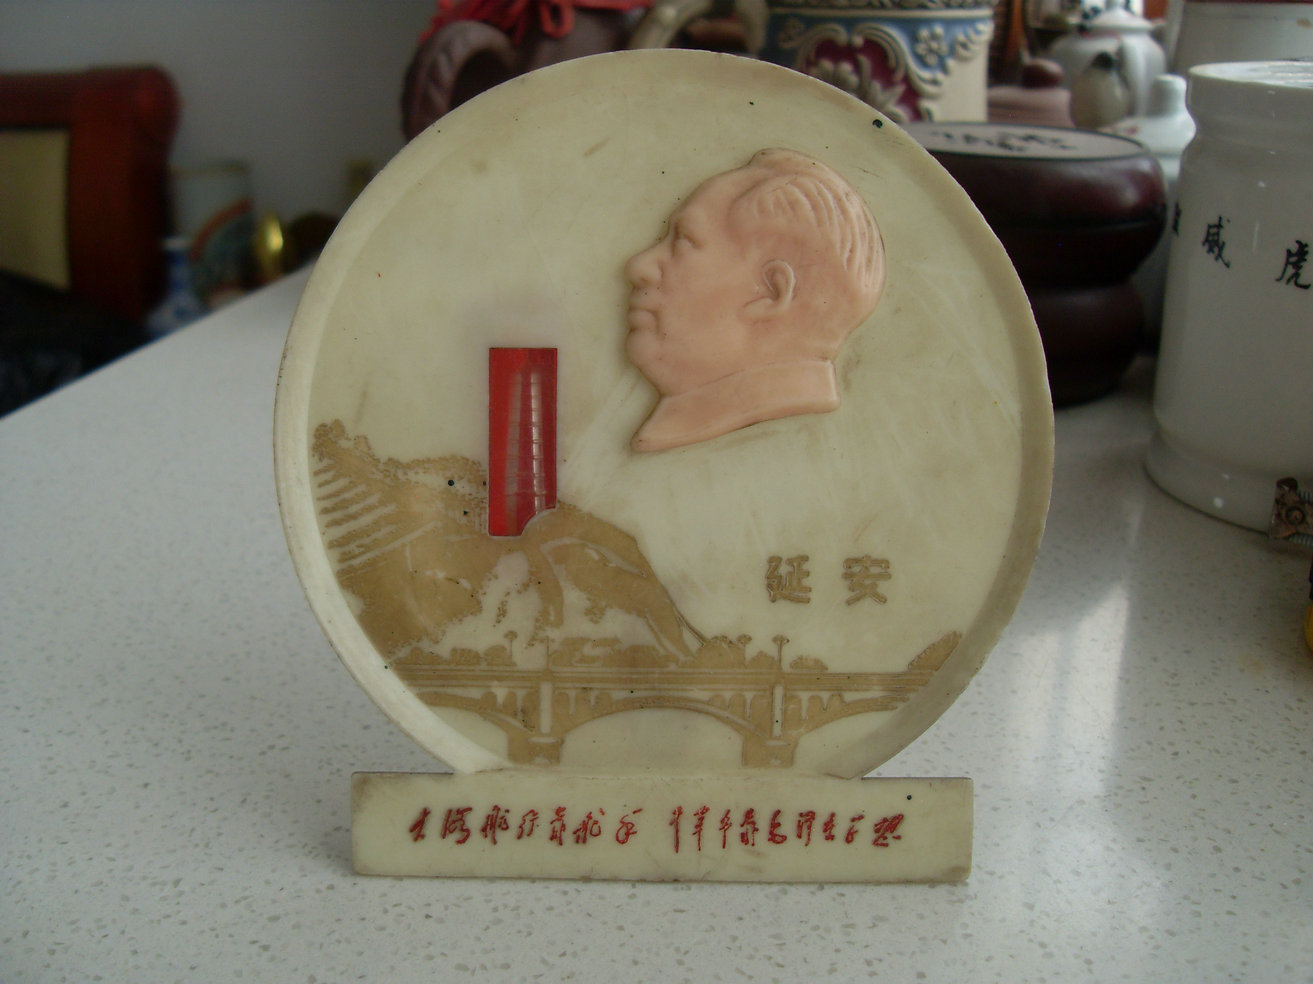 延安
大海航行靠舵手 干革命靠毛泽东思想
威
虎